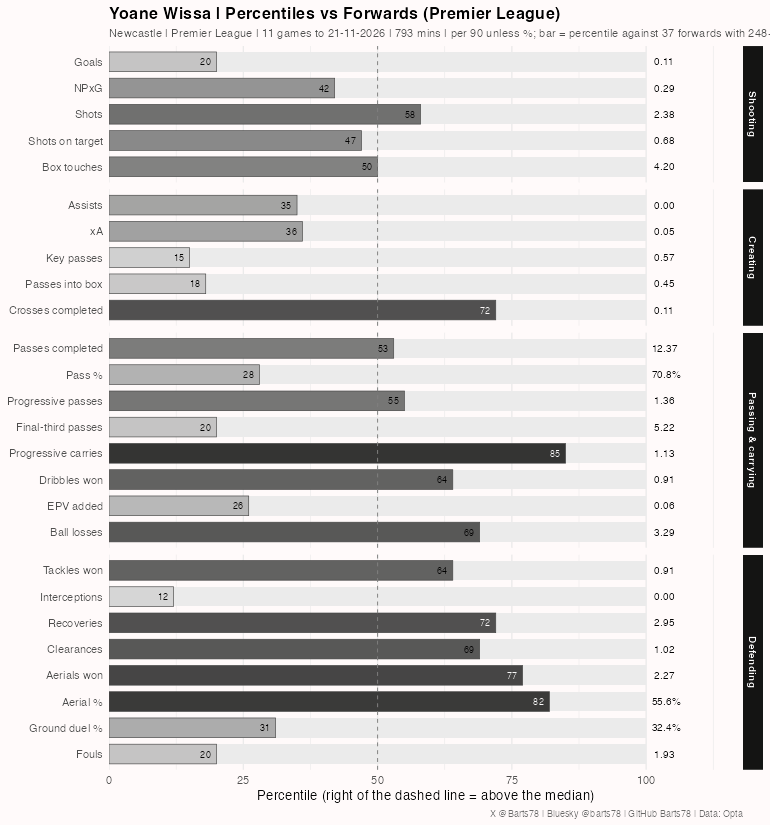 Yoane Wissa | Percentiles vs Forwards (Premier League)
Newcastle | Premier League | 11 games to 21-11-2026 | 793 mins | per 90 unless %; bar = percentile against 37 forwards with 248-
Goals 20 0.11
NPxG 42 0.29
Shots 58 2.38
Shots on target 47 0.68
Box touches 50 4.20
Shooting
Assists 35 0.00
xA 36 0.05
Key passes 15 0.57
Passes into box 18 0.45
Crosses completed 72 0.11
Creating
Passes completed 53 12.37
Pass % 28 70.8%
Progressive passes 55 1.36
Final-third passes 20 5.22
Progressive carries 85 1.13
Dribbles won 64 0.91
EPV added 26 0.06
Ball losses 69 3.29
Passing & carrying
Tackles won 64 0.91
Interceptions 12 0.00
Recoveries 72 2.95
Clearances 69 1.02
Aerials won 77 2.27
Aerial % 82 55.6%
Ground duel % 31 32.4%
Fouls 20 1.93
Defending
0 25 50 75 100
Percentile (right of the dashed line = above the median)
X @Barts78 | Bluesky @barts78 | GitHub Barts78 | Data: Opta